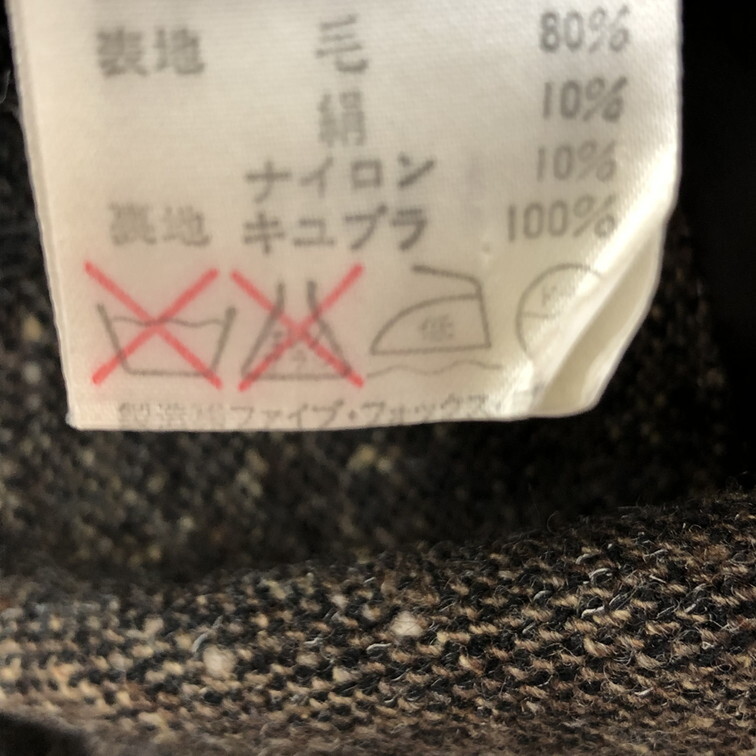 表地 毛 80%
絹 10%
ナイロン 10%
裏地 キュプラ 100%
低
ファイブ・フォックス